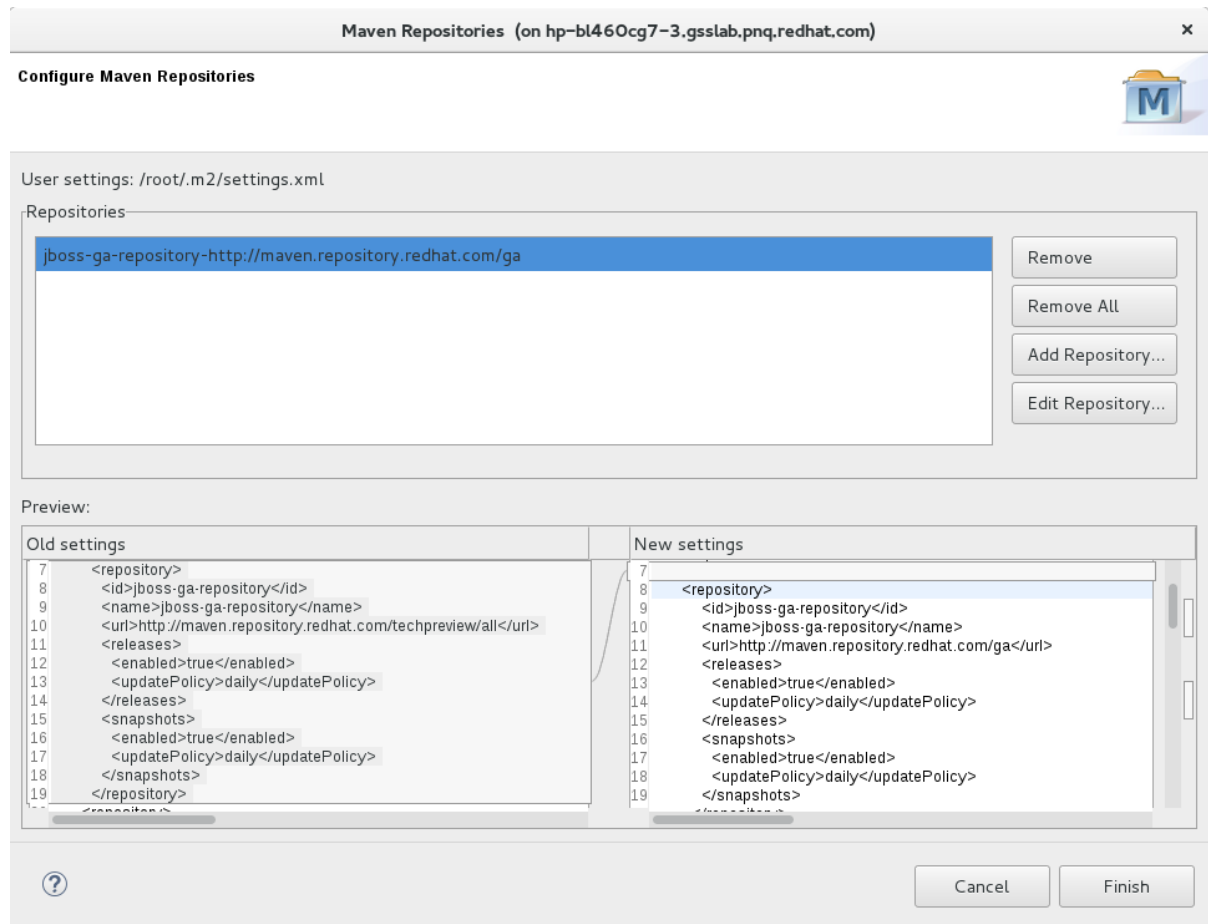 Maven Repositories (on hp-bl460cg7-3.gsslab.pnq.redhat.com)
×
Configure Maven Repositories
M
User settings: /root/.m2/settings.xml
Repositories
jboss-ga-repository-http://maven.repository.redhat.com/ga
Remove
Remove All
Add Repository...
Edit Repository...
Preview:
Old settings
7 <repository>
8 <id>jboss-ga-repository</id>
9 <name>jboss-ga-repository</name>
10 <url>http://maven.repository.redhat.com/techpreview/all</url>
11 <releases>
12 <enabled>true</enabled>
13 <updatePolicy>daily</updatePolicy>
14 </releases>
15 <snapshots>
16 <enabled>true</enabled>
17 <updatePolicy>daily</updatePolicy>
18 </snapshots>
19 </repository>
<repository>
New settings
7
8 <repository>
9 <id>jboss-ga-repository</id>
10 <name>jboss-ga-repository</name>
11 <url>http://maven.repository.redhat.com/ga</url>
12 <releases>
13 <enabled>true</enabled>
14 <updatePolicy>daily</updatePolicy>
15 </releases>
16 <snapshots>
17 <enabled>true</enabled>
18 <updatePolicy>daily</updatePolicy>
19 </snapshots>
</repository>
?
Cancel
Finish